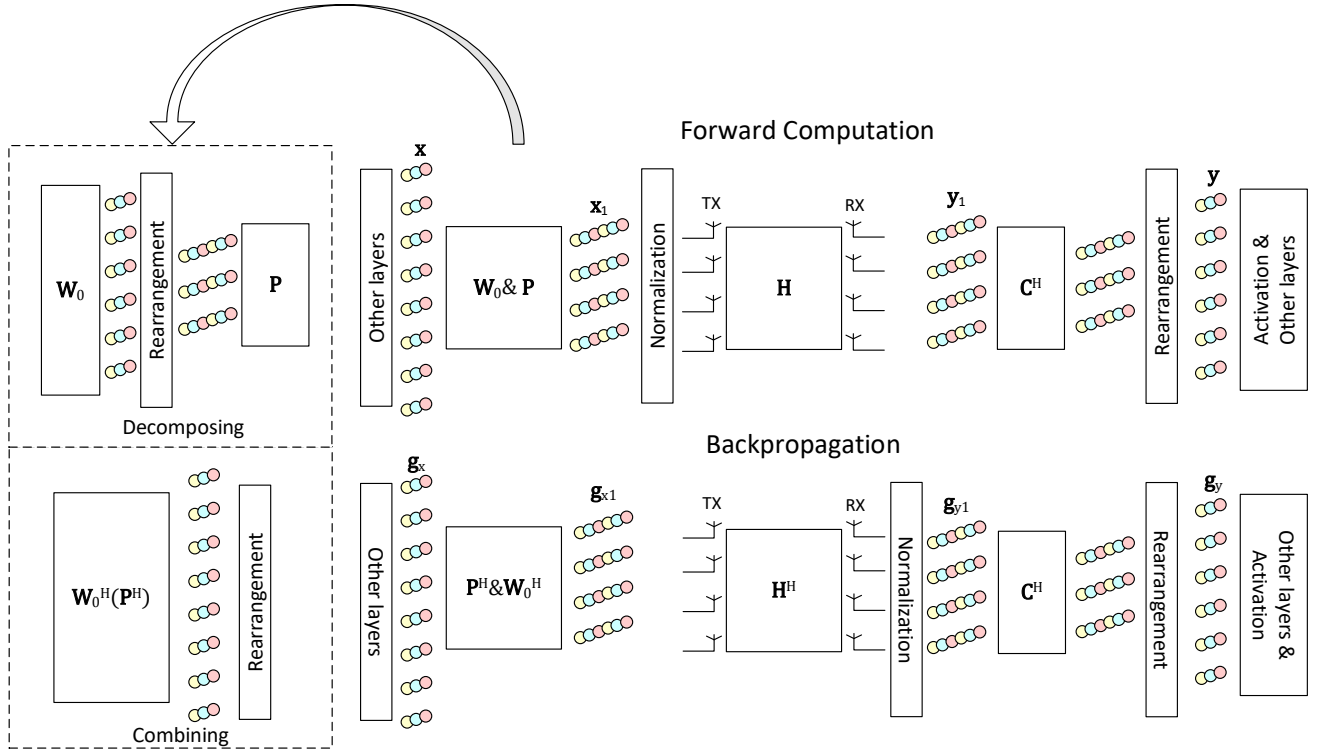 Forward Computation
W₀
Rearrangement
P
Decomposing
Other layers
x
W₀& P
x₁
Normalization
TX
H
RX
y₁
Cᴴ
Rearrangement
y
Activation &
Other layers
Backpropagation
W₀ᴴ(Pᴴ)
Rearrangement
Combining
Other layers
gₓ
Pᴴ&W₀ᴴ
gₓ₁
TX
Hᴴ
RX
Normalization
g_y1
Cᴴ
Rearrangement
g_y
Other layers &
Activation